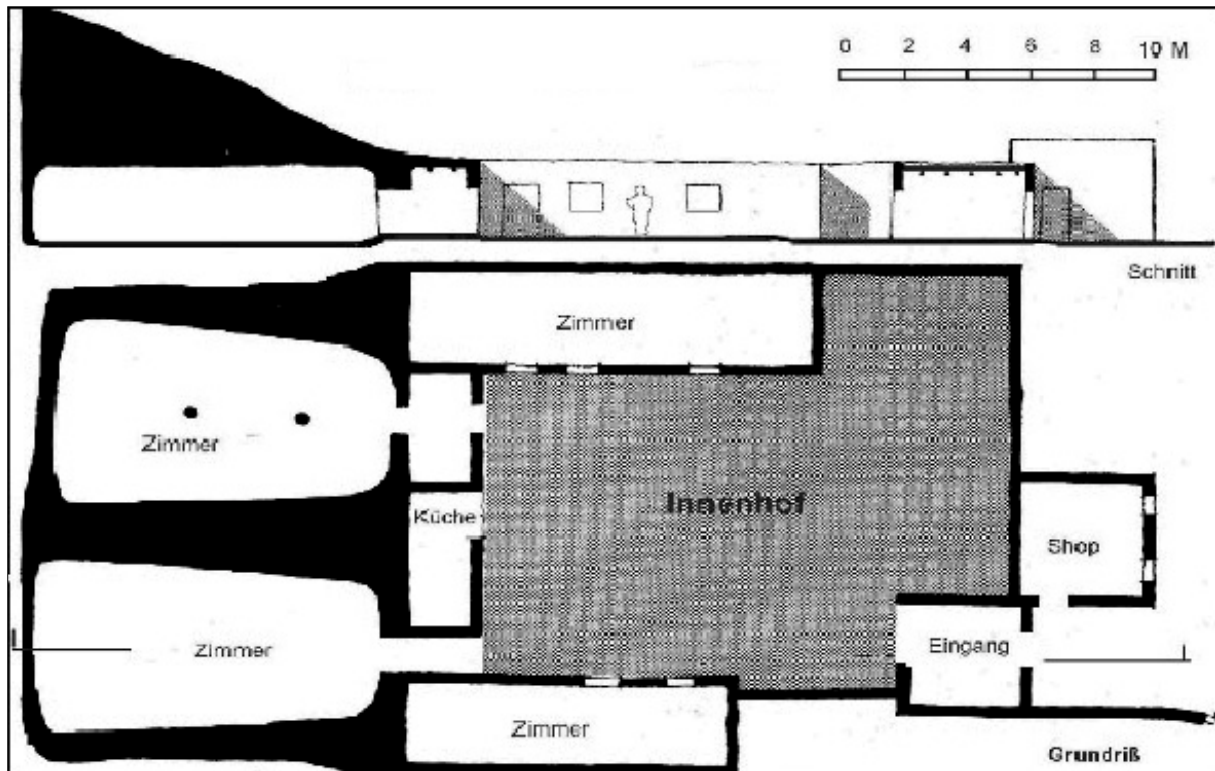 0 2 4 6 8 10 M
Schnitt
Zimmer
Zimmer
Innenhof
Küche
Shop
Eingang
Zimmer
Zimmer
Grundriß